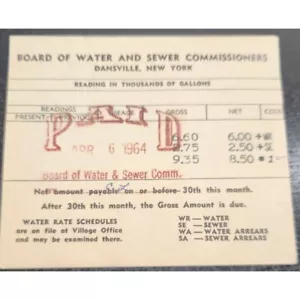 BOARD OF WATER AND SEWER COMMISSIONERS
DANSVILLE, NEW YORK
READING IN THOUSANDS OF GALLONS
READINGS GROSS NET CODE
PRESENT PREVIOUS
PAID
6.60 6.00
2.75 2.50
APR 6 1964
9.35 8.50
Board of Water & Sewer Comm.
Net amount payable on or before 30th this month.
After 30th this month, the Gross Amount is due.
WATER RATE SCHEDULES
are on file at Village Office
and may be examined there.
WR — WATER
SE — SEWER
WA — WATER ARREARS
SA — SEWER ARREARS